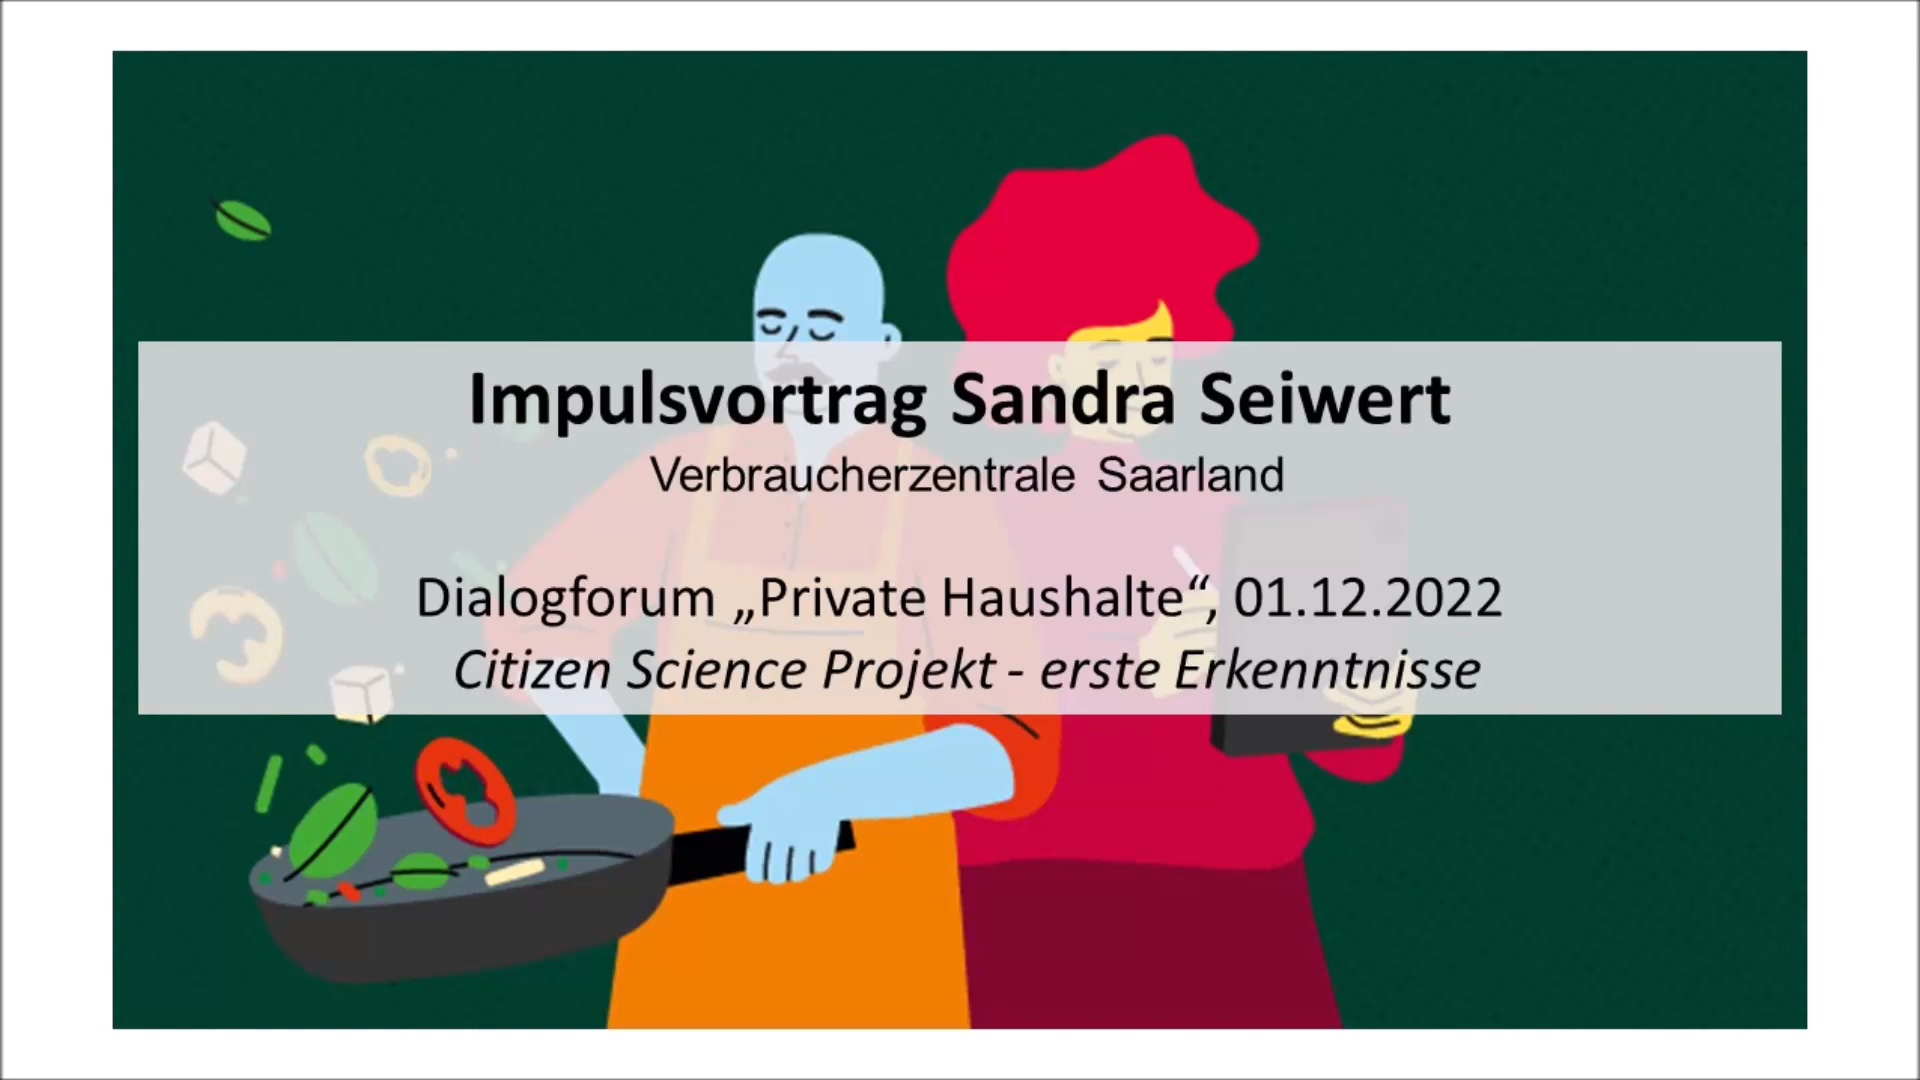 Impulsvortrag Sandra Seiwert
Verbraucherzentrale Saarland
Dialogforum „Private Haushalte“, 01.12.2022
Citizen Science Projekt - erste Erkenntnisse